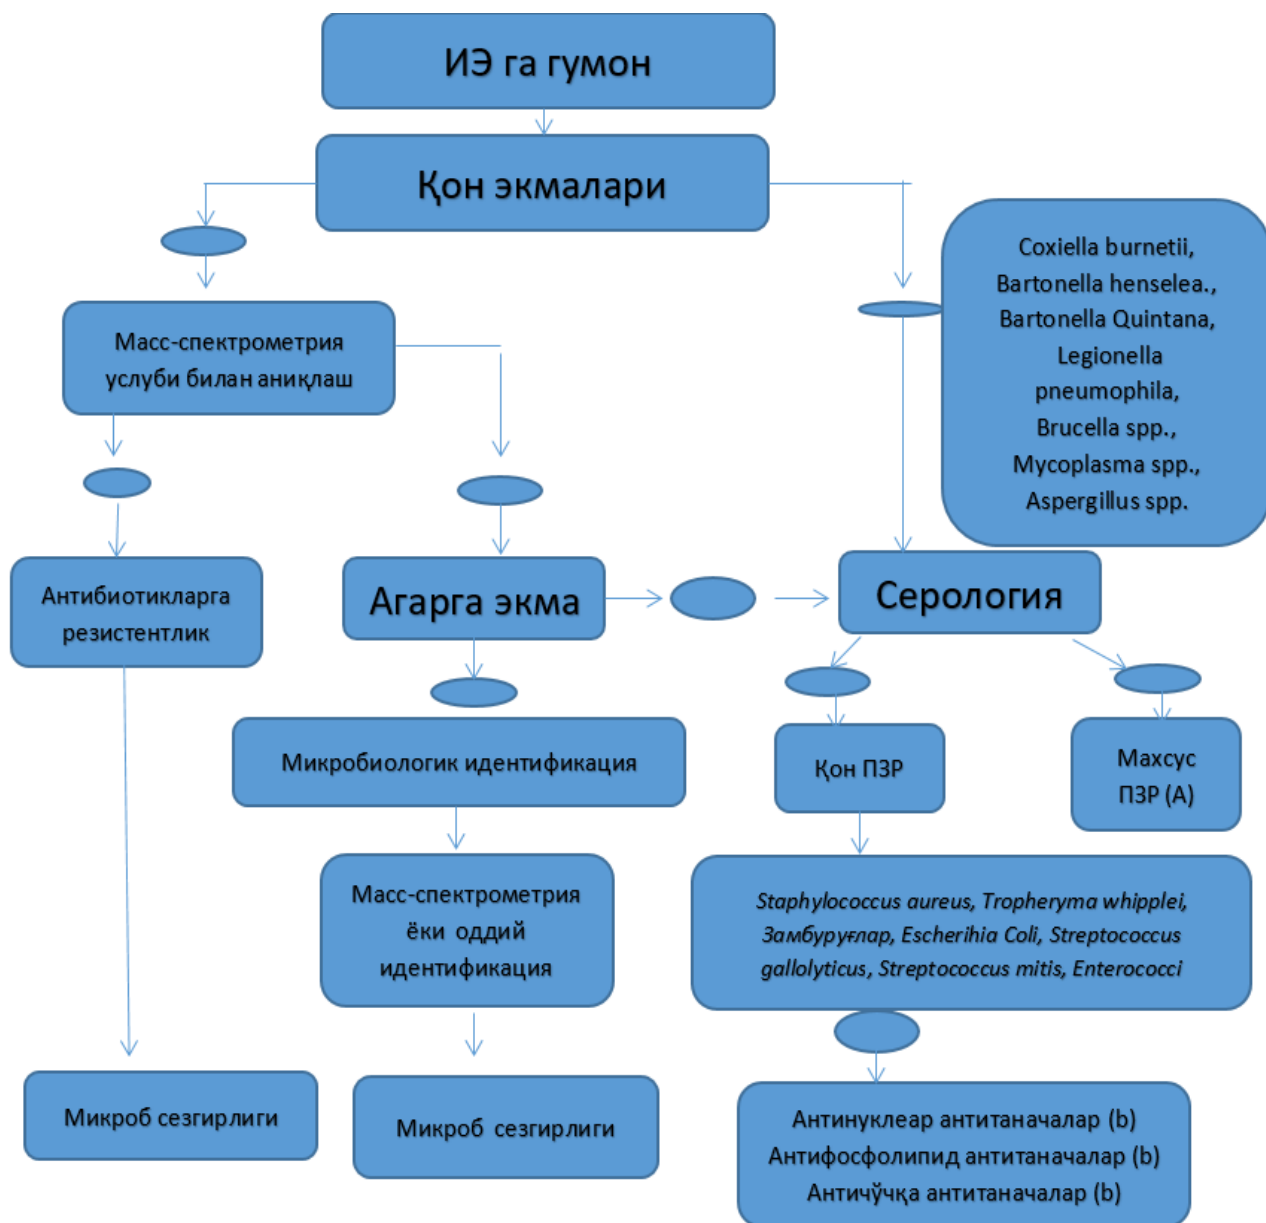 ИЭ га гумон
Қон экмалари
Coxiella burnetii,
Bartonella henselea.,
Bartonella Quintana,
Legionella
pneumophila,
Brucella spp.,
Mycoplasma spp.,
Aspergillus spp.
Масс-спектрометрия
услуби билан аниқлаш
Антибиотикларга
резистентлик
Агарга экма
Серология
Микробиологик идентификация
Қон ПЗР
Махсус
ПЗР (А)
Масс-спектрометрия
ёки оддий
идентификация
Staphylococcus aureus, Tropheryma whipplei,
Замбуруғлар, Escherihia Coli, Streptococcus
gallolyticus, Streptococcus mitis, Enterococci
Микроб сезгирлиги
Микроб сезгирлиги
Антинуклеар антитаначалар (b)
Антифосфолипид антитаначалар (b)
Античўчқа антитаначалар (b)